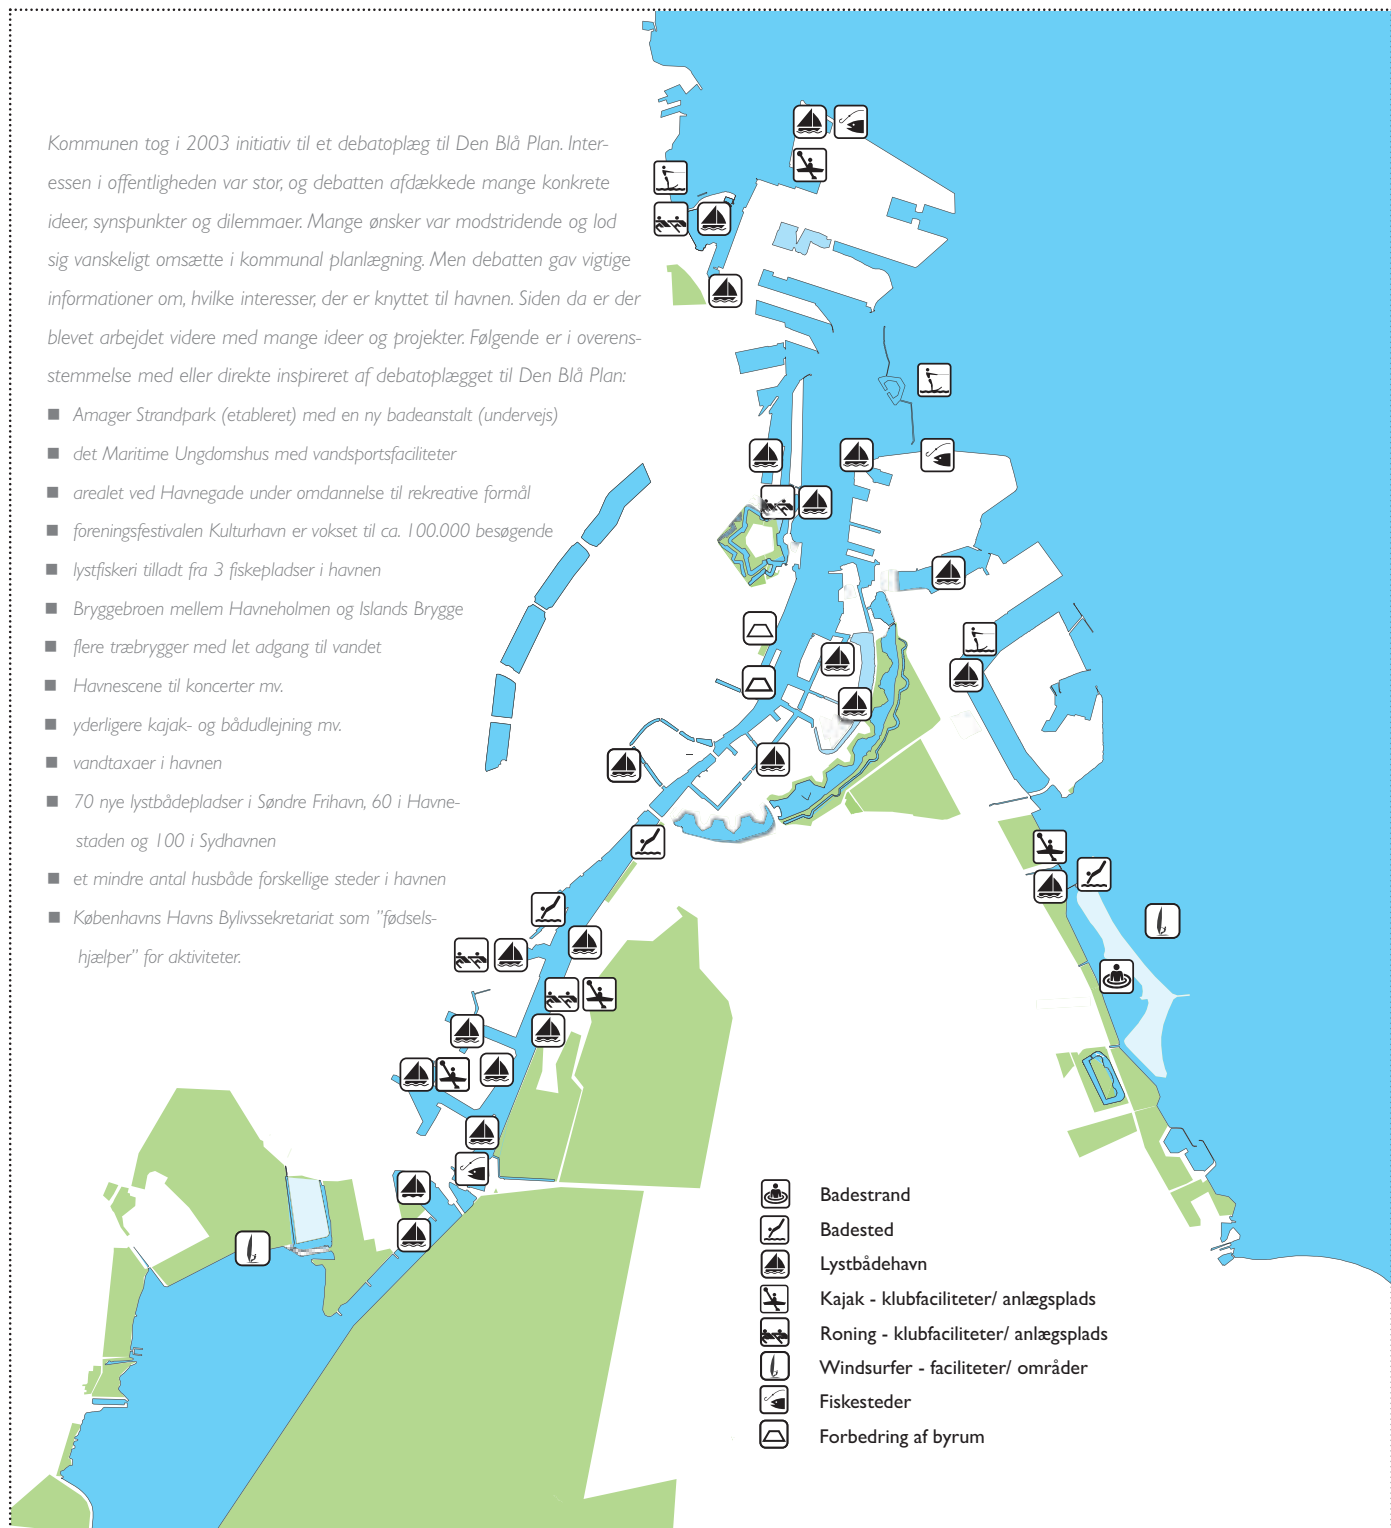 Kommunen tog i 2003 initiativ til et debatoplæg til Den Blå Plan. Inter-
essen i offentligheden var stor, og debatten afdækkede mange konkrete
ideer, synspunkter og dilemmaer. Mange ønsker var modstridende og lod
sig vanskeligt omsætte i kommunal planlægning. Men debatten gav vigtige
informationer om, hvilke interesser, der er knyttet til havnen. Siden da er der
blevet arbejdet videre med mange ideer og projekter. Følgende er i overens-
stemmelse med eller direkte inspireret af debatoplægget til Den Blå Plan:
■ Amager Strandpark (etableret) med en ny badeanstalt (undervejs)
■ det Maritime Ungdomshus med vandsportsfaciliteter
■ arealet ved Havnegade under omdannelse til rekreative formål
■ foreningsfestivalen Kulturhavn er vokset til ca. 100.000 besøgende
■ lystfiskeri tilladt fra 3 fiskepladser i havnen
■ Bryggebroen mellem Havneholmen og Islands Brygge
■ flere træbrygger med let adgang til vandet
■ Havnescene til koncerter mv.
■ yderligere kajak- og bådudlejning mv.
■ vandtaxaer i havnen
■ 70 nye lystbådepladser i Søndre Frihavn, 60 i Havne-
staden og 100 i Sydhavnen
■ et mindre antal husbåde forskellige steder i havnen
■ Københavns Havns Bylivssekretariat som "fødsels-
hjælper" for aktiviteter.
Badestrand
Badested
Lystbådehavn
Kajak - klubfaciliteter/ anlægsplads
Roning - klubfaciliteter/ anlægsplads
Windsurfer - faciliteter/ områder
Fiskesteder
Forbedring af byrum